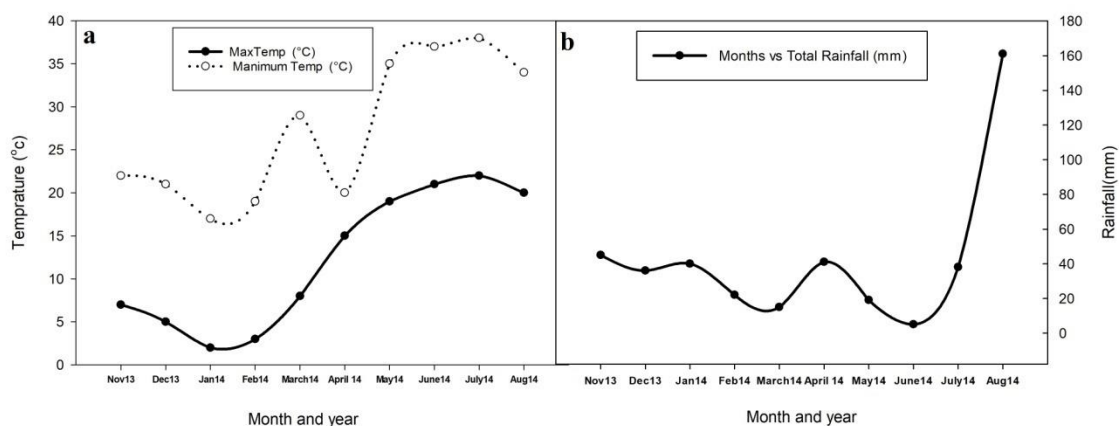 a
MaxTemp (°C)
Manimum Temp (°C)
Temprature (°c)
40
35
30
25
20
15
10
5
0
Nov13 Dec13 Jan14 Feb14 March14 April 14 May14 June14 July14 Aug14
Month and year
b
Months vs Total Rainfall (mm)
180
160
140
120
100
80
60
40
20
0
Rainfall(mm)
Nov13 Dec13 Jan14 Feb14 March14 April 14 May14 June14 July14 Aug14
Month and year